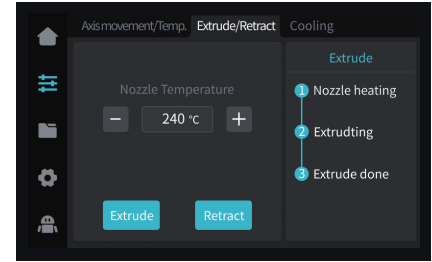 Axis movement/Temp. Extrude/Retract Cooling
Nozzle Temperature
− 240 °C +
Extrude Retract
Extrude
1 Nozzle heating
2 Extrudting
3 Extrude done